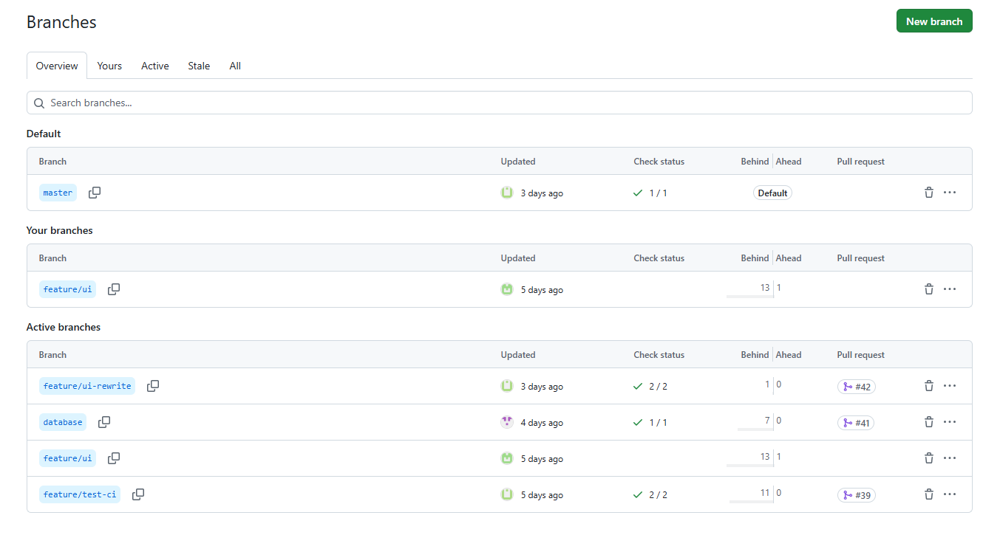 Branches New branch
Overview Yours Active Stale All
Search branches...
Default
Branch Updated Check status Behind Ahead Pull request
master 3 days ago 1 / 1 Default
Your branches
Branch Updated Check status Behind Ahead Pull request
feature/ui 5 days ago 13 1
Active branches
Branch Updated Check status Behind Ahead Pull request
feature/ui-rewrite 3 days ago 2 / 2 1 0 #42
database 4 days ago 1 / 1 7 0 #41
feature/ui 5 days ago 13 1
feature/test-ci 5 days ago 2 / 2 11 0 #39